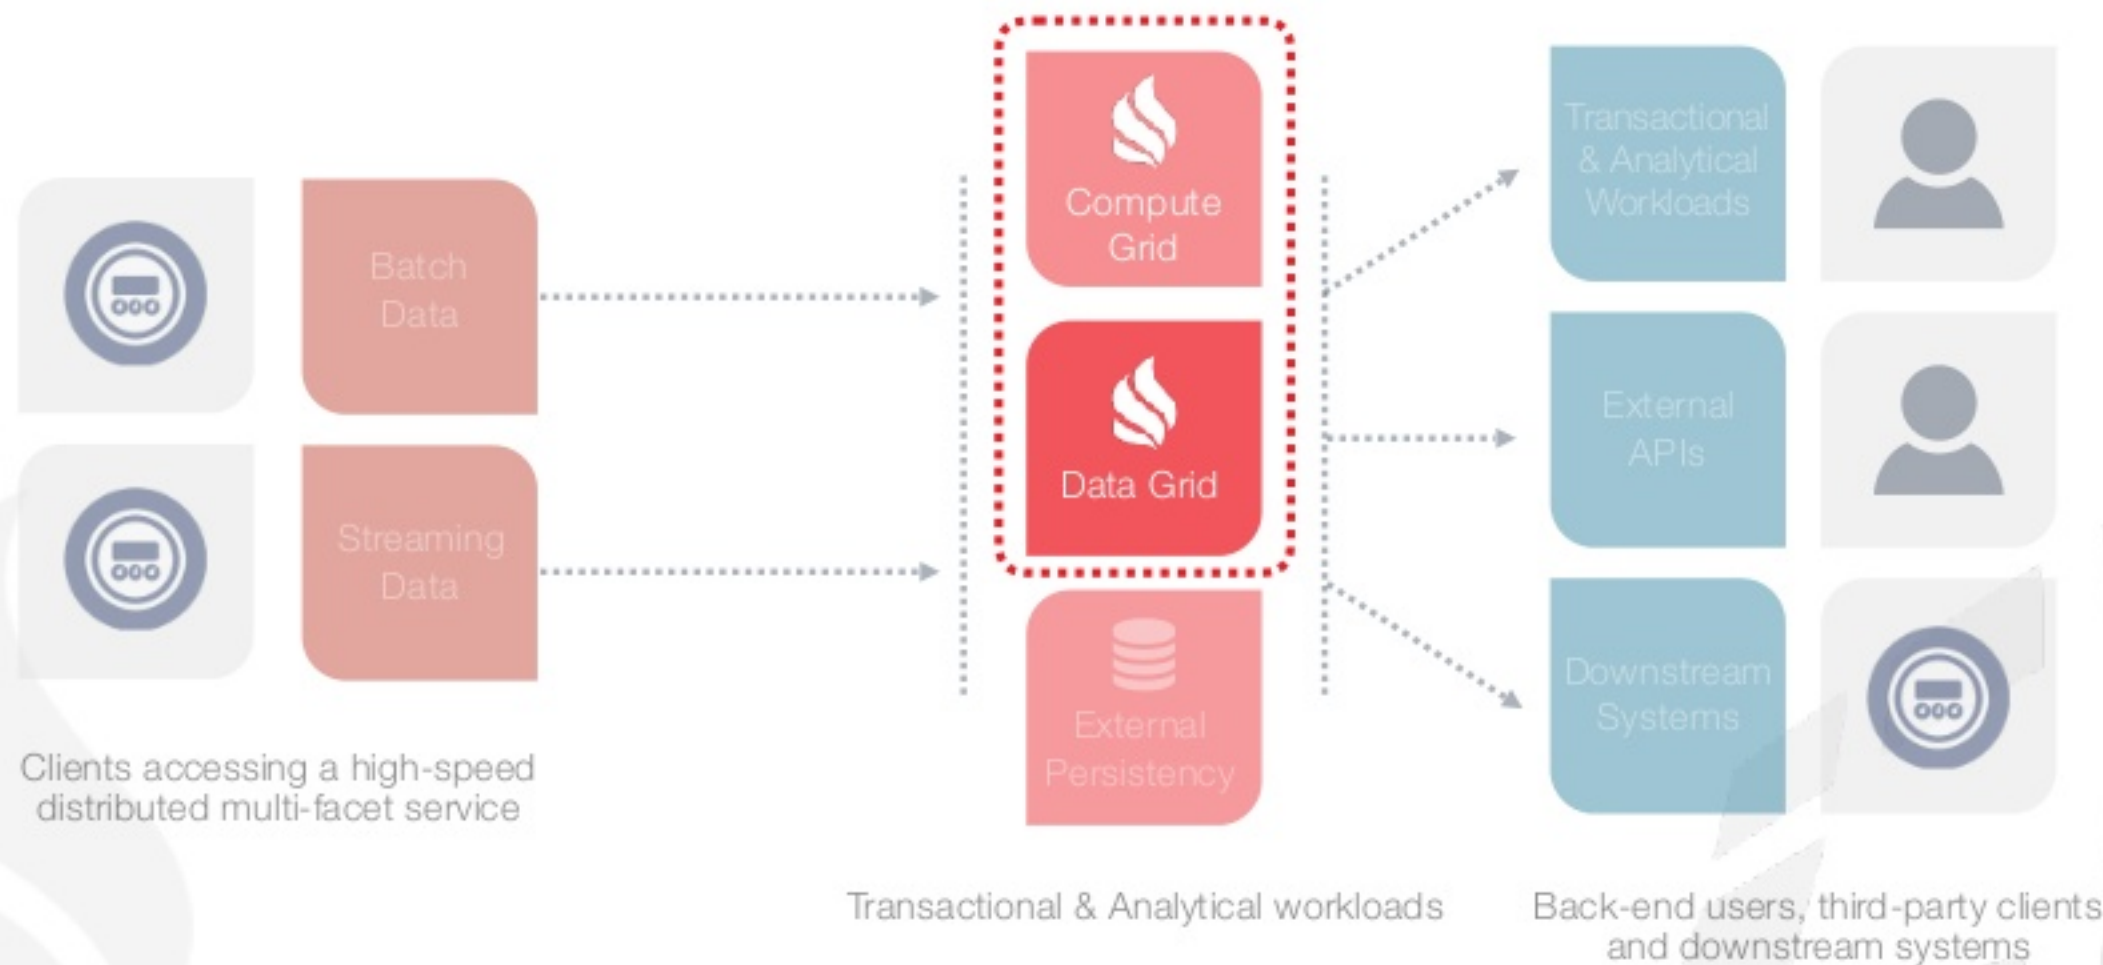 Batch
Data
Streaming
Data
Clients accessing a high-speed
distributed multi-facet service
Compute
Grid
Data Grid
External
Persistency
Transactional & Analytical workloads
Transactional
& Analytical
Workloads
External
APIs
Downstream
Systems
Back-end users, third-party clients
and downstream systems